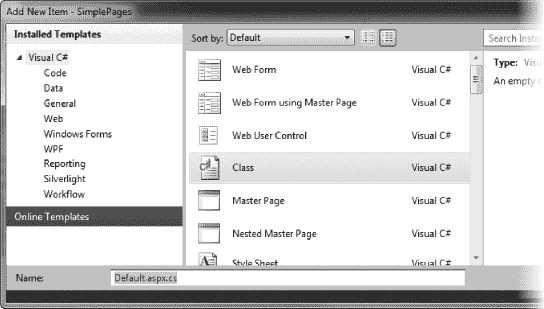 Add New Item - SimplePages
Installed Templates
Visual C#
Code
Data
General
Web
Windows Forms
WPF
Reporting
Silverlight
Workflow
Online Templates
Sort by: Default
Web Form Visual C#
Web Form using Master Page Visual C#
Web User Control Visual C#
Class Visual C#
Master Page Visual C#
Nested Master Page Visual C#
Style Sheet Visual C#
Search Instal
Type: Visu
An empty c
Name: Default.aspx.cs